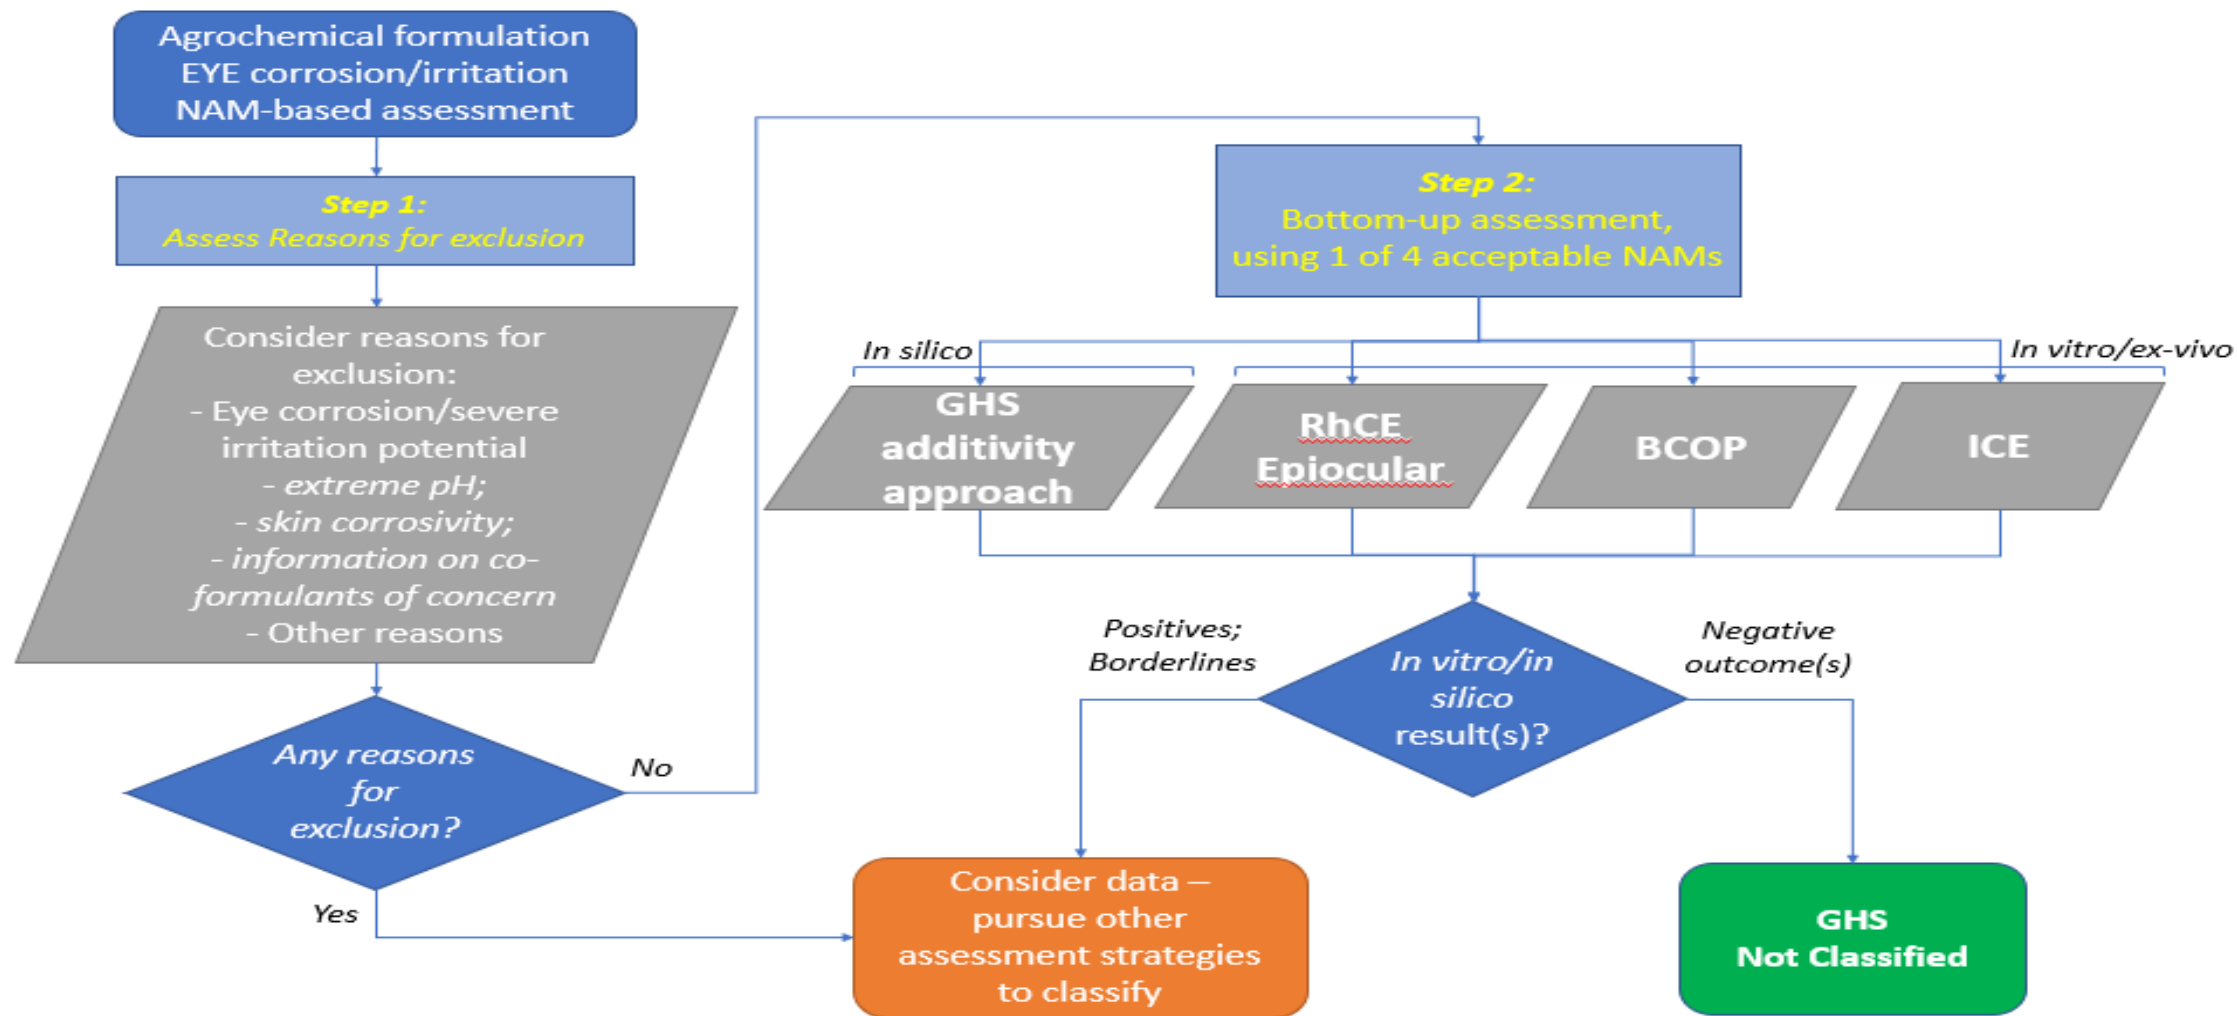 Agrochemical formulation
EYE corrosion/irritation
NAM-based assessment
Step 1:
Assess Reasons for exclusion
Consider reasons for
exclusion:
- Eye corrosion/severe
irritation potential
- extreme pH;
- skin corrosivity;
- information on co-
formulants of concern
- Other reasons
Any reasons
for
exclusion?
No
Yes
Step 2:
Bottom-up assessment,
using 1 of 4 acceptable NAMs
In silico
In vitro/ex-vivo
GHS
additivity
approach
RhCE
Epiocular
BCOP
ICE
Positives;
Borderlines
In vitro/in
silico
result(s)?
Negative
outcome(s)
Consider data –
pursue other
assessment strategies
to classify
GHS
Not Classified